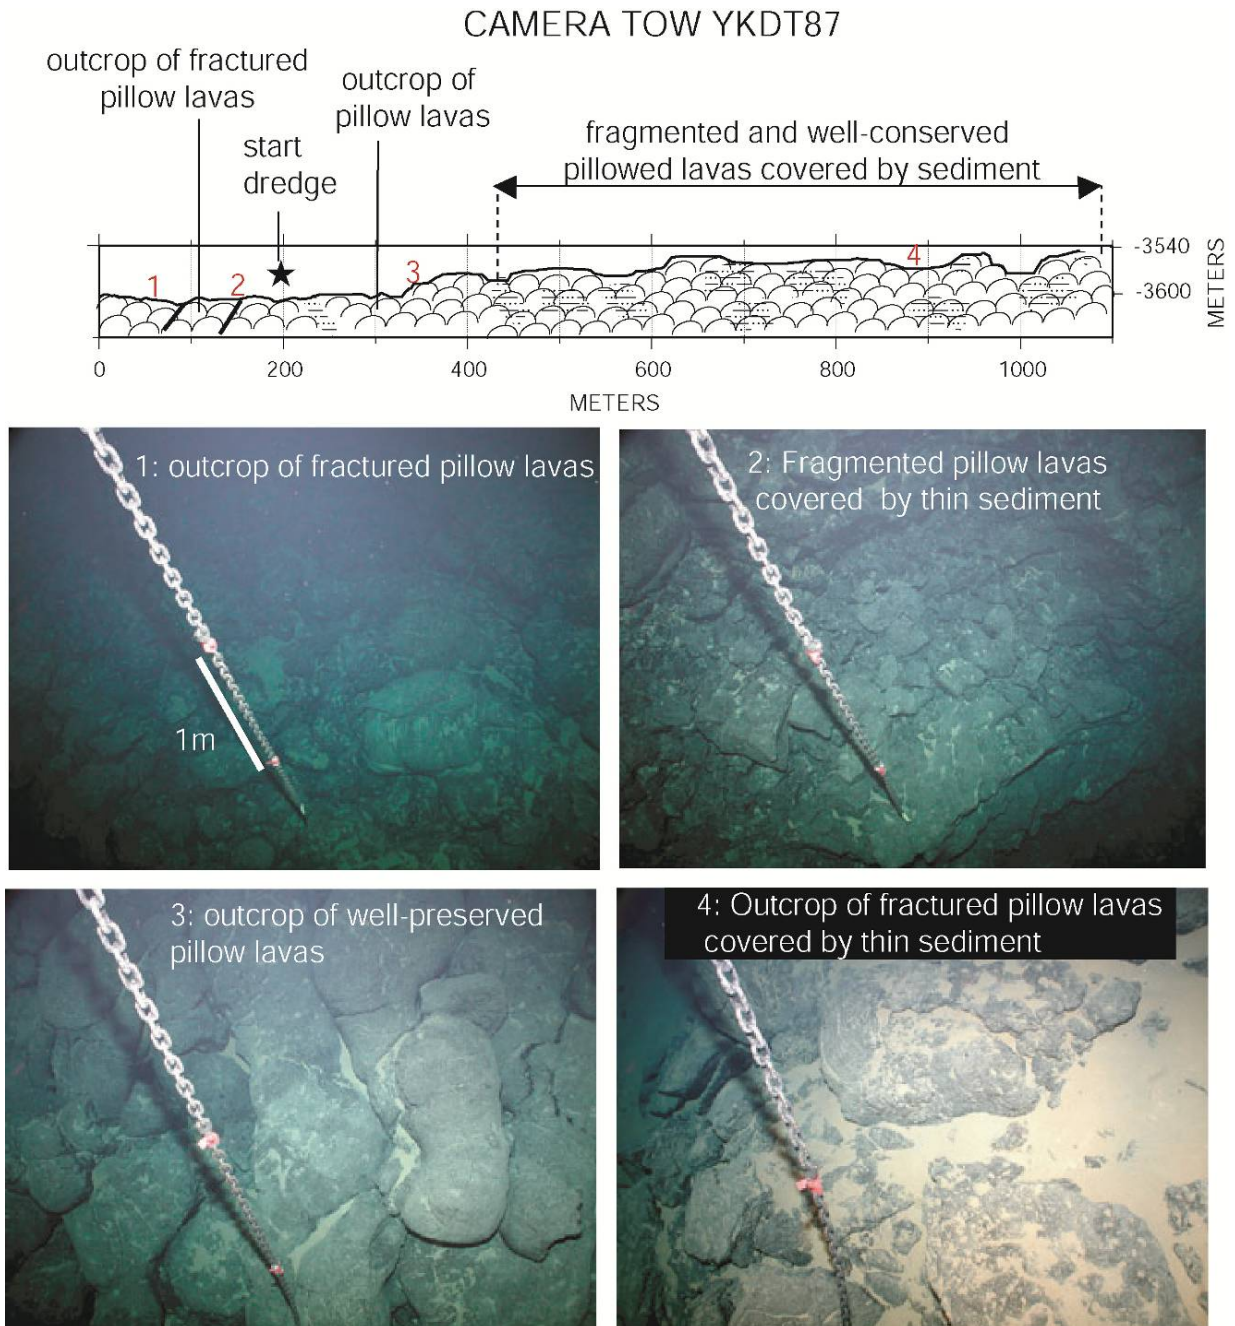 CAMERA TOW YKDT87
outcrop of fractured
pillow lavas
start
dredge
outcrop of
pillow lavas
fragmented and well-conserved
pillowed lavas covered by sediment
1
2
3
4
-3540
-3600
METERS
0
200
400
600
800
1000
METERS
1: outcrop of fractured pillow lavas
1m
2: Fragmented pillow lavas
covered by thin sediment
3: outcrop of well-preserved
pillow lavas
4: Outcrop of fractured pillow lavas
covered by thin sediment